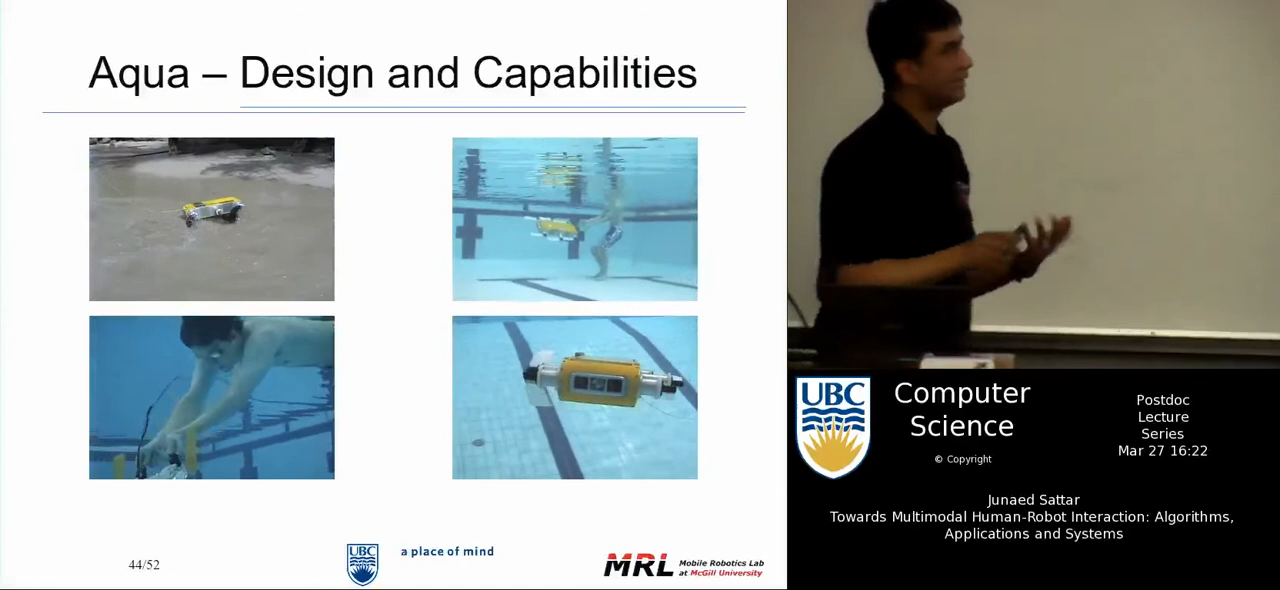 Aqua – Design and Capabilities
44/52
UBC
a place of mind
MRL
Mobile Robotics Lab
at McGill University
UBC
Computer
Science
© Copyright
Postdoc
Lecture
Series
Mar 27 16:22
Junaed Sattar
Towards Multimodal Human-Robot Interaction: Algorithms,
Applications and Systems